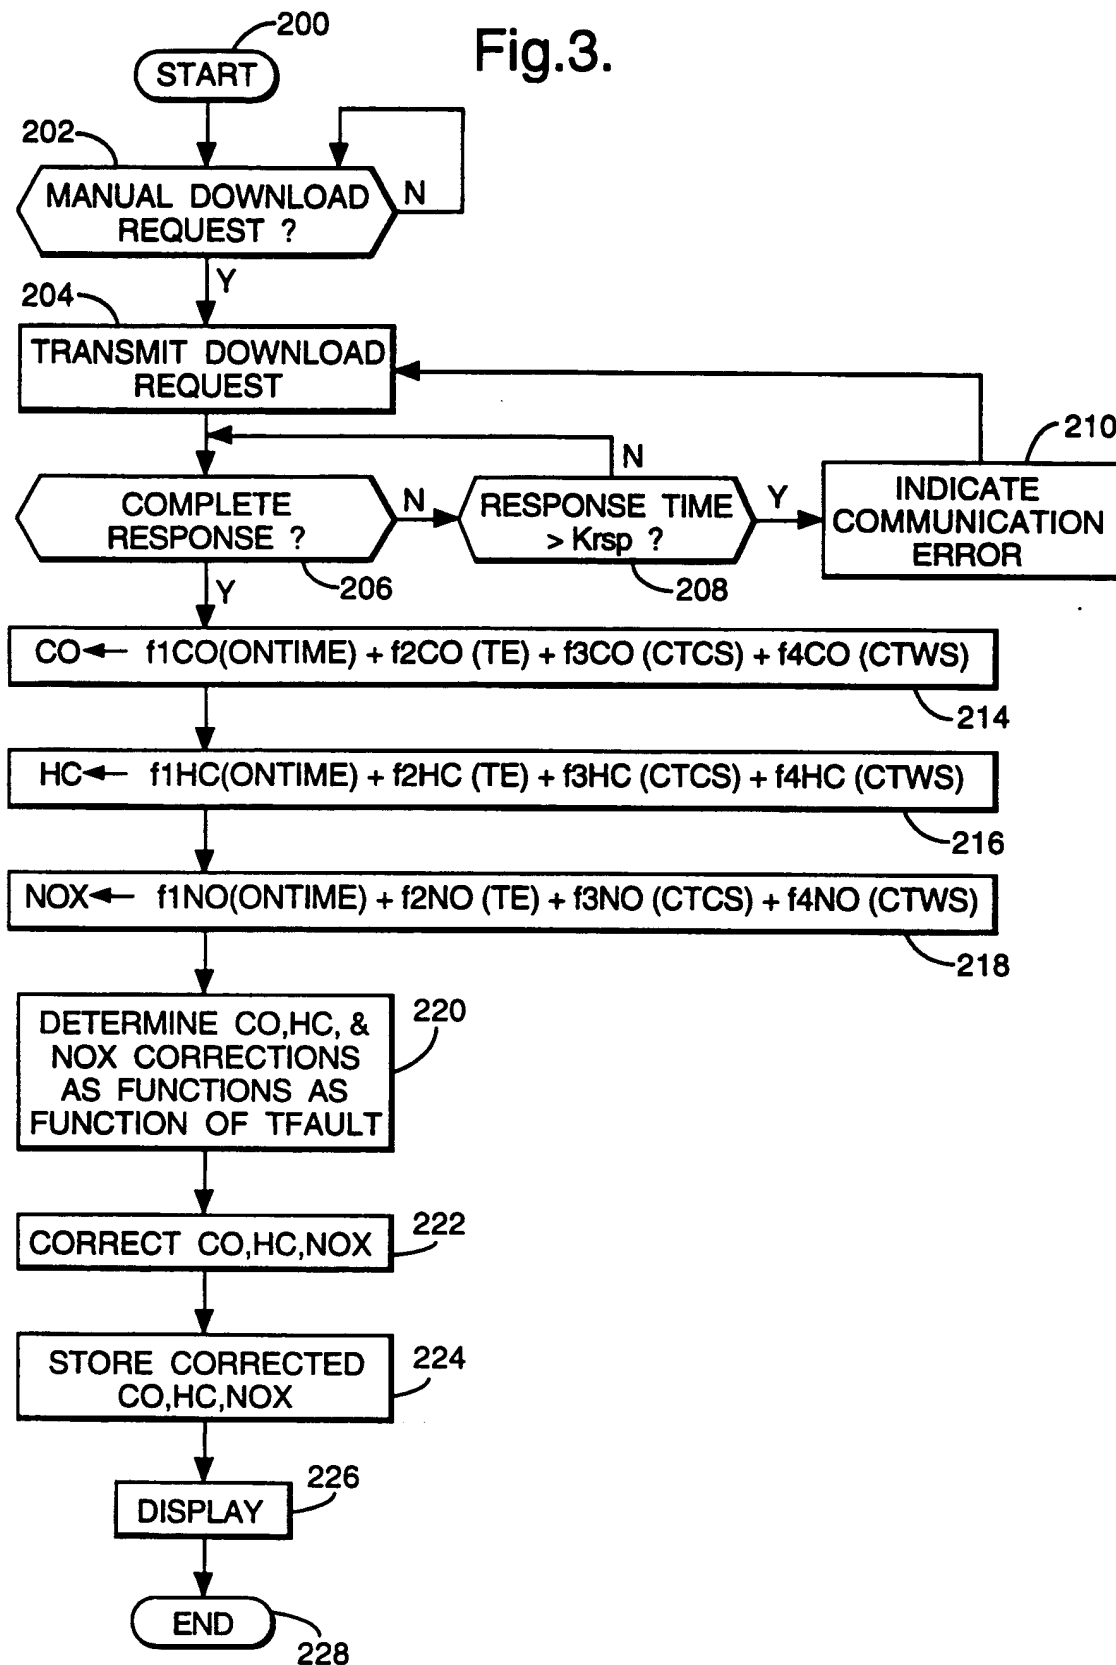 Fig.3.
200
START
202
MANUAL DOWNLOAD
REQUEST ?
N
Y
204
TRANSMIT DOWNLOAD
REQUEST
COMPLETE
RESPONSE ?
206
N
Y
RESPONSE TIME
> Krsp ?
208
N
Y
210
INDICATE
COMMUNICATION
ERROR
CO← f1CO(ONTIME) + f2CO (TE) + f3CO (CTCS) + f4CO (CTWS)
214
HC← f1HC(ONTIME) + f2HC (TE) + f3HC (CTCS) + f4HC (CTWS)
216
NOX← f1NO(ONTIME) + f2NO (TE) + f3NO (CTCS) + f4NO (CTWS)
218
DETERMINE CO,HC, &
NOX CORRECTIONS
AS FUNCTIONS AS
FUNCTION OF TFAULT
220
CORRECT CO,HC,NOX
222
STORE CORRECTED
CO,HC,NOX
224
226
DISPLAY
END
228